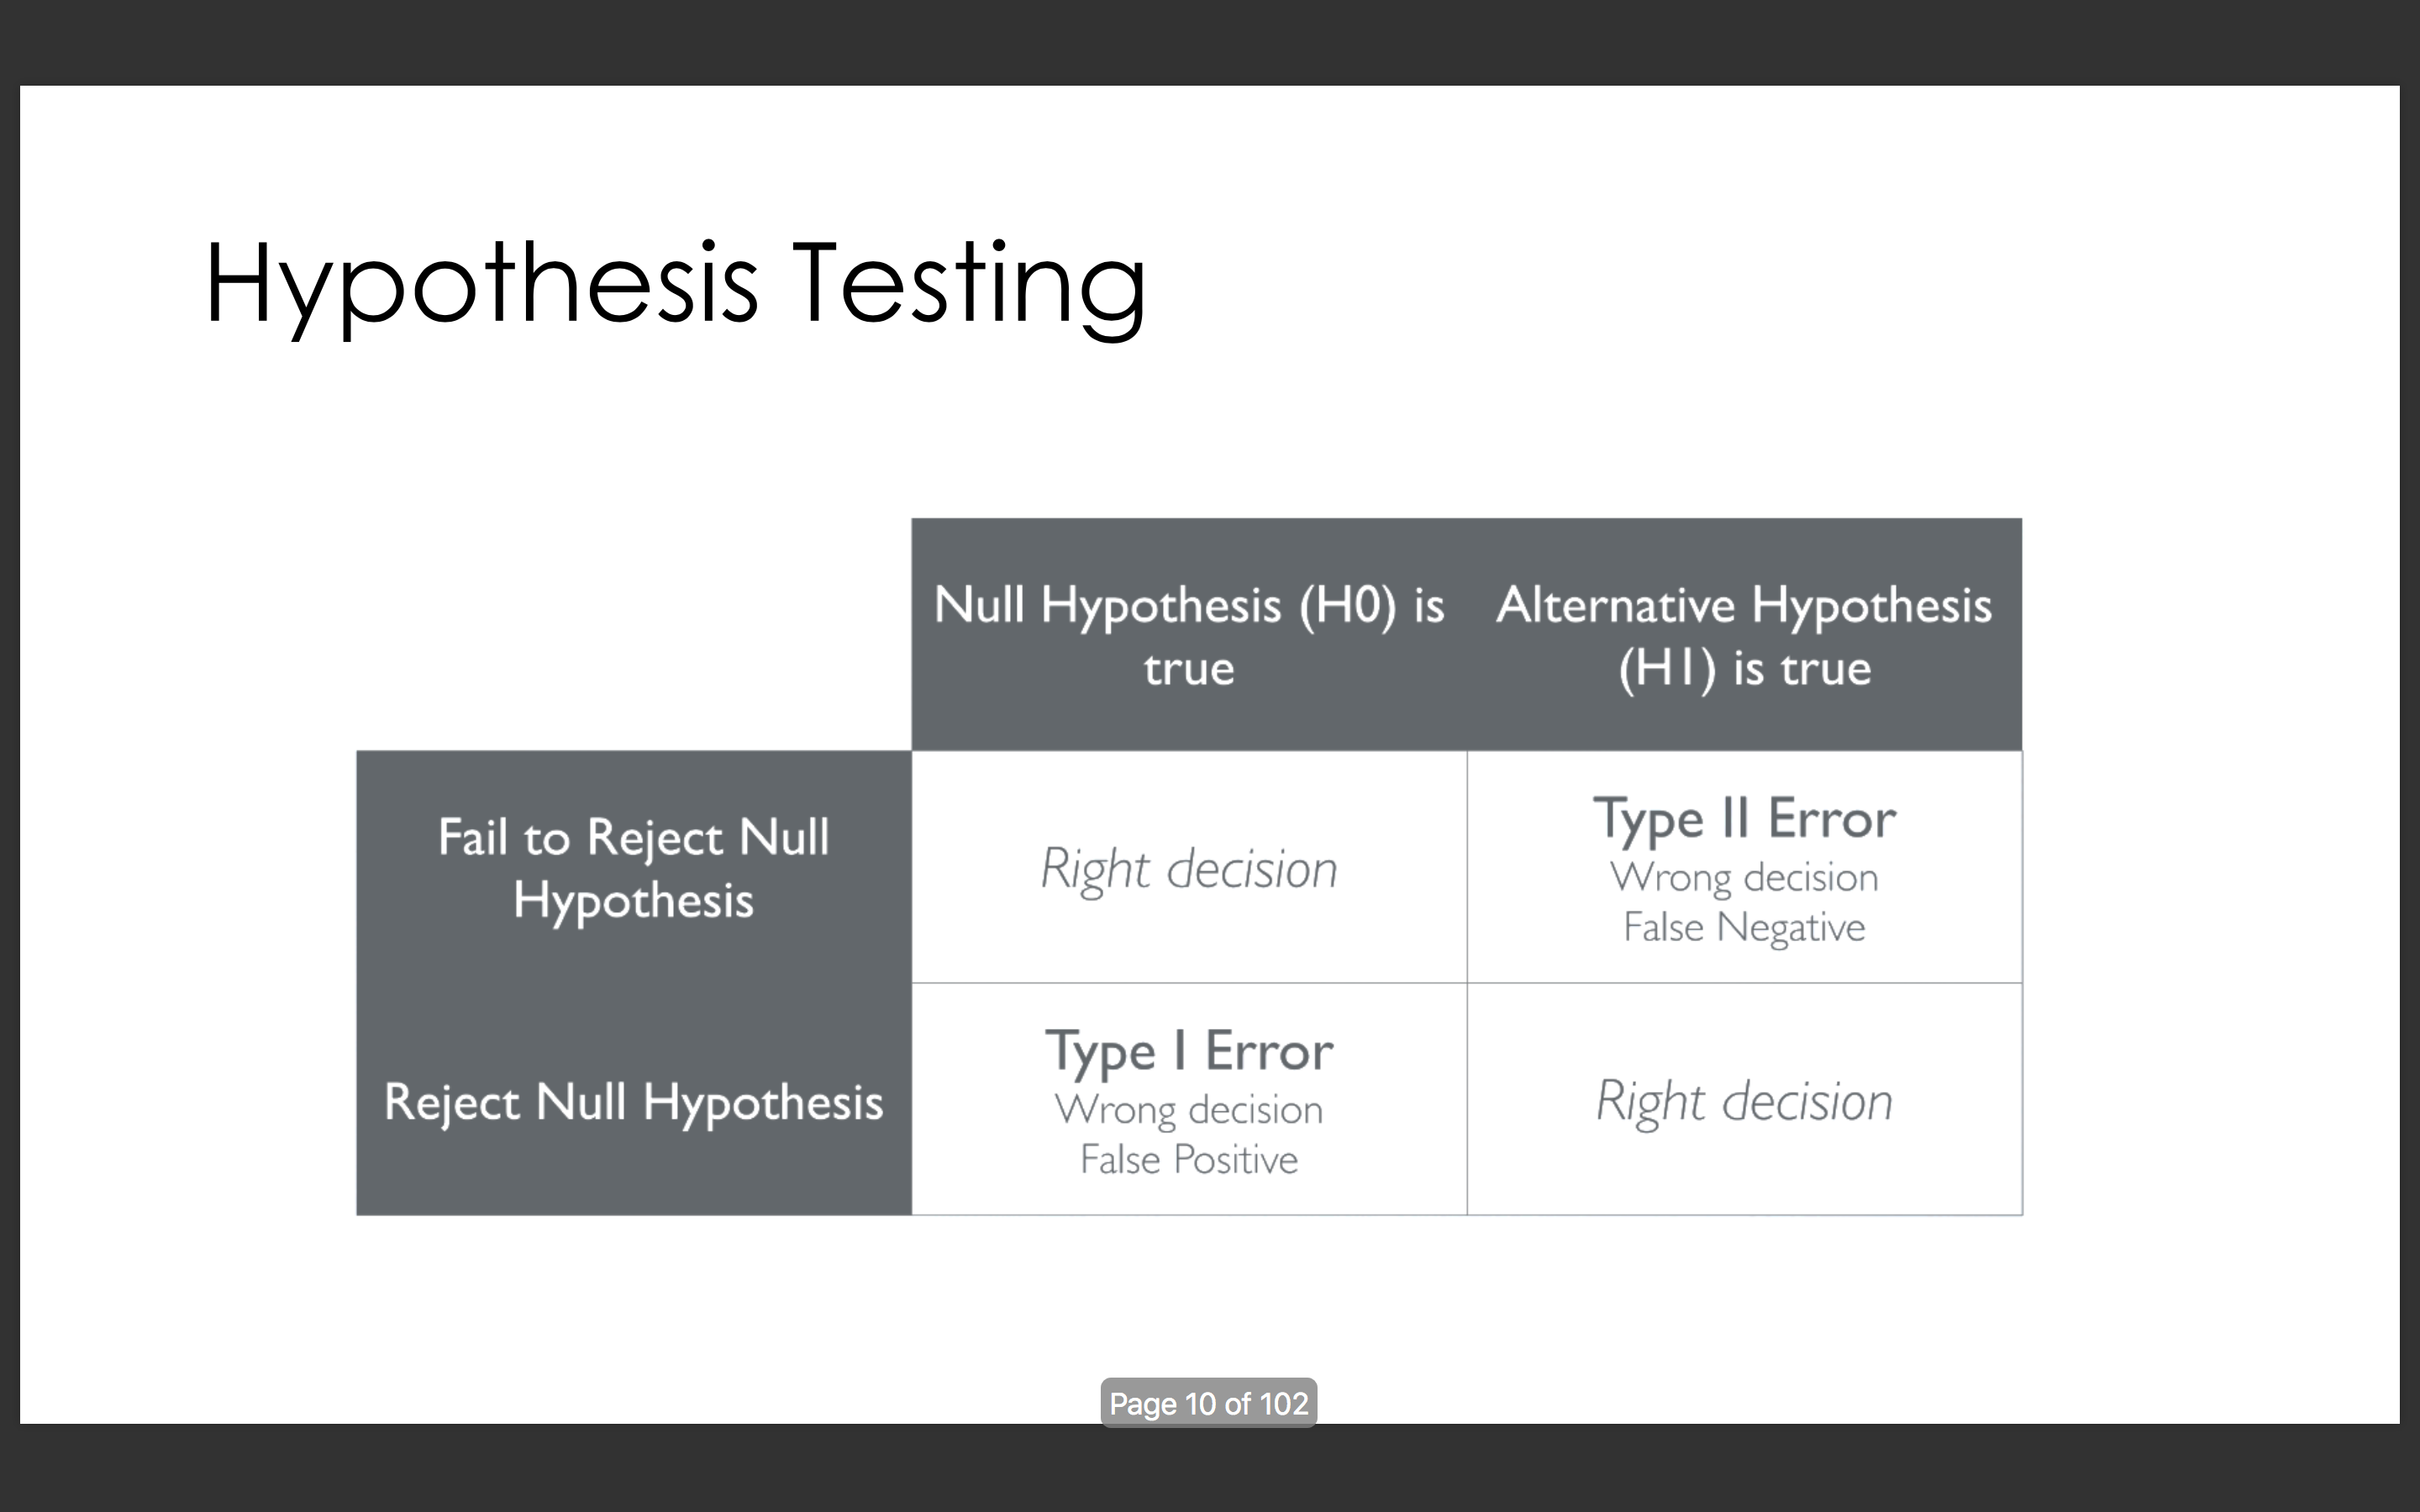 Hypothesis Testing
Null Hypothesis (H0) is
true
Alternative Hypothesis
(H1) is true
Fail to Reject Null
Hypothesis
Right decision
Type II Error
Wrong decision
False Negative
Reject Null Hypothesis
Type I Error
Wrong decision
False Positive
Right decision
Page 10 of 102